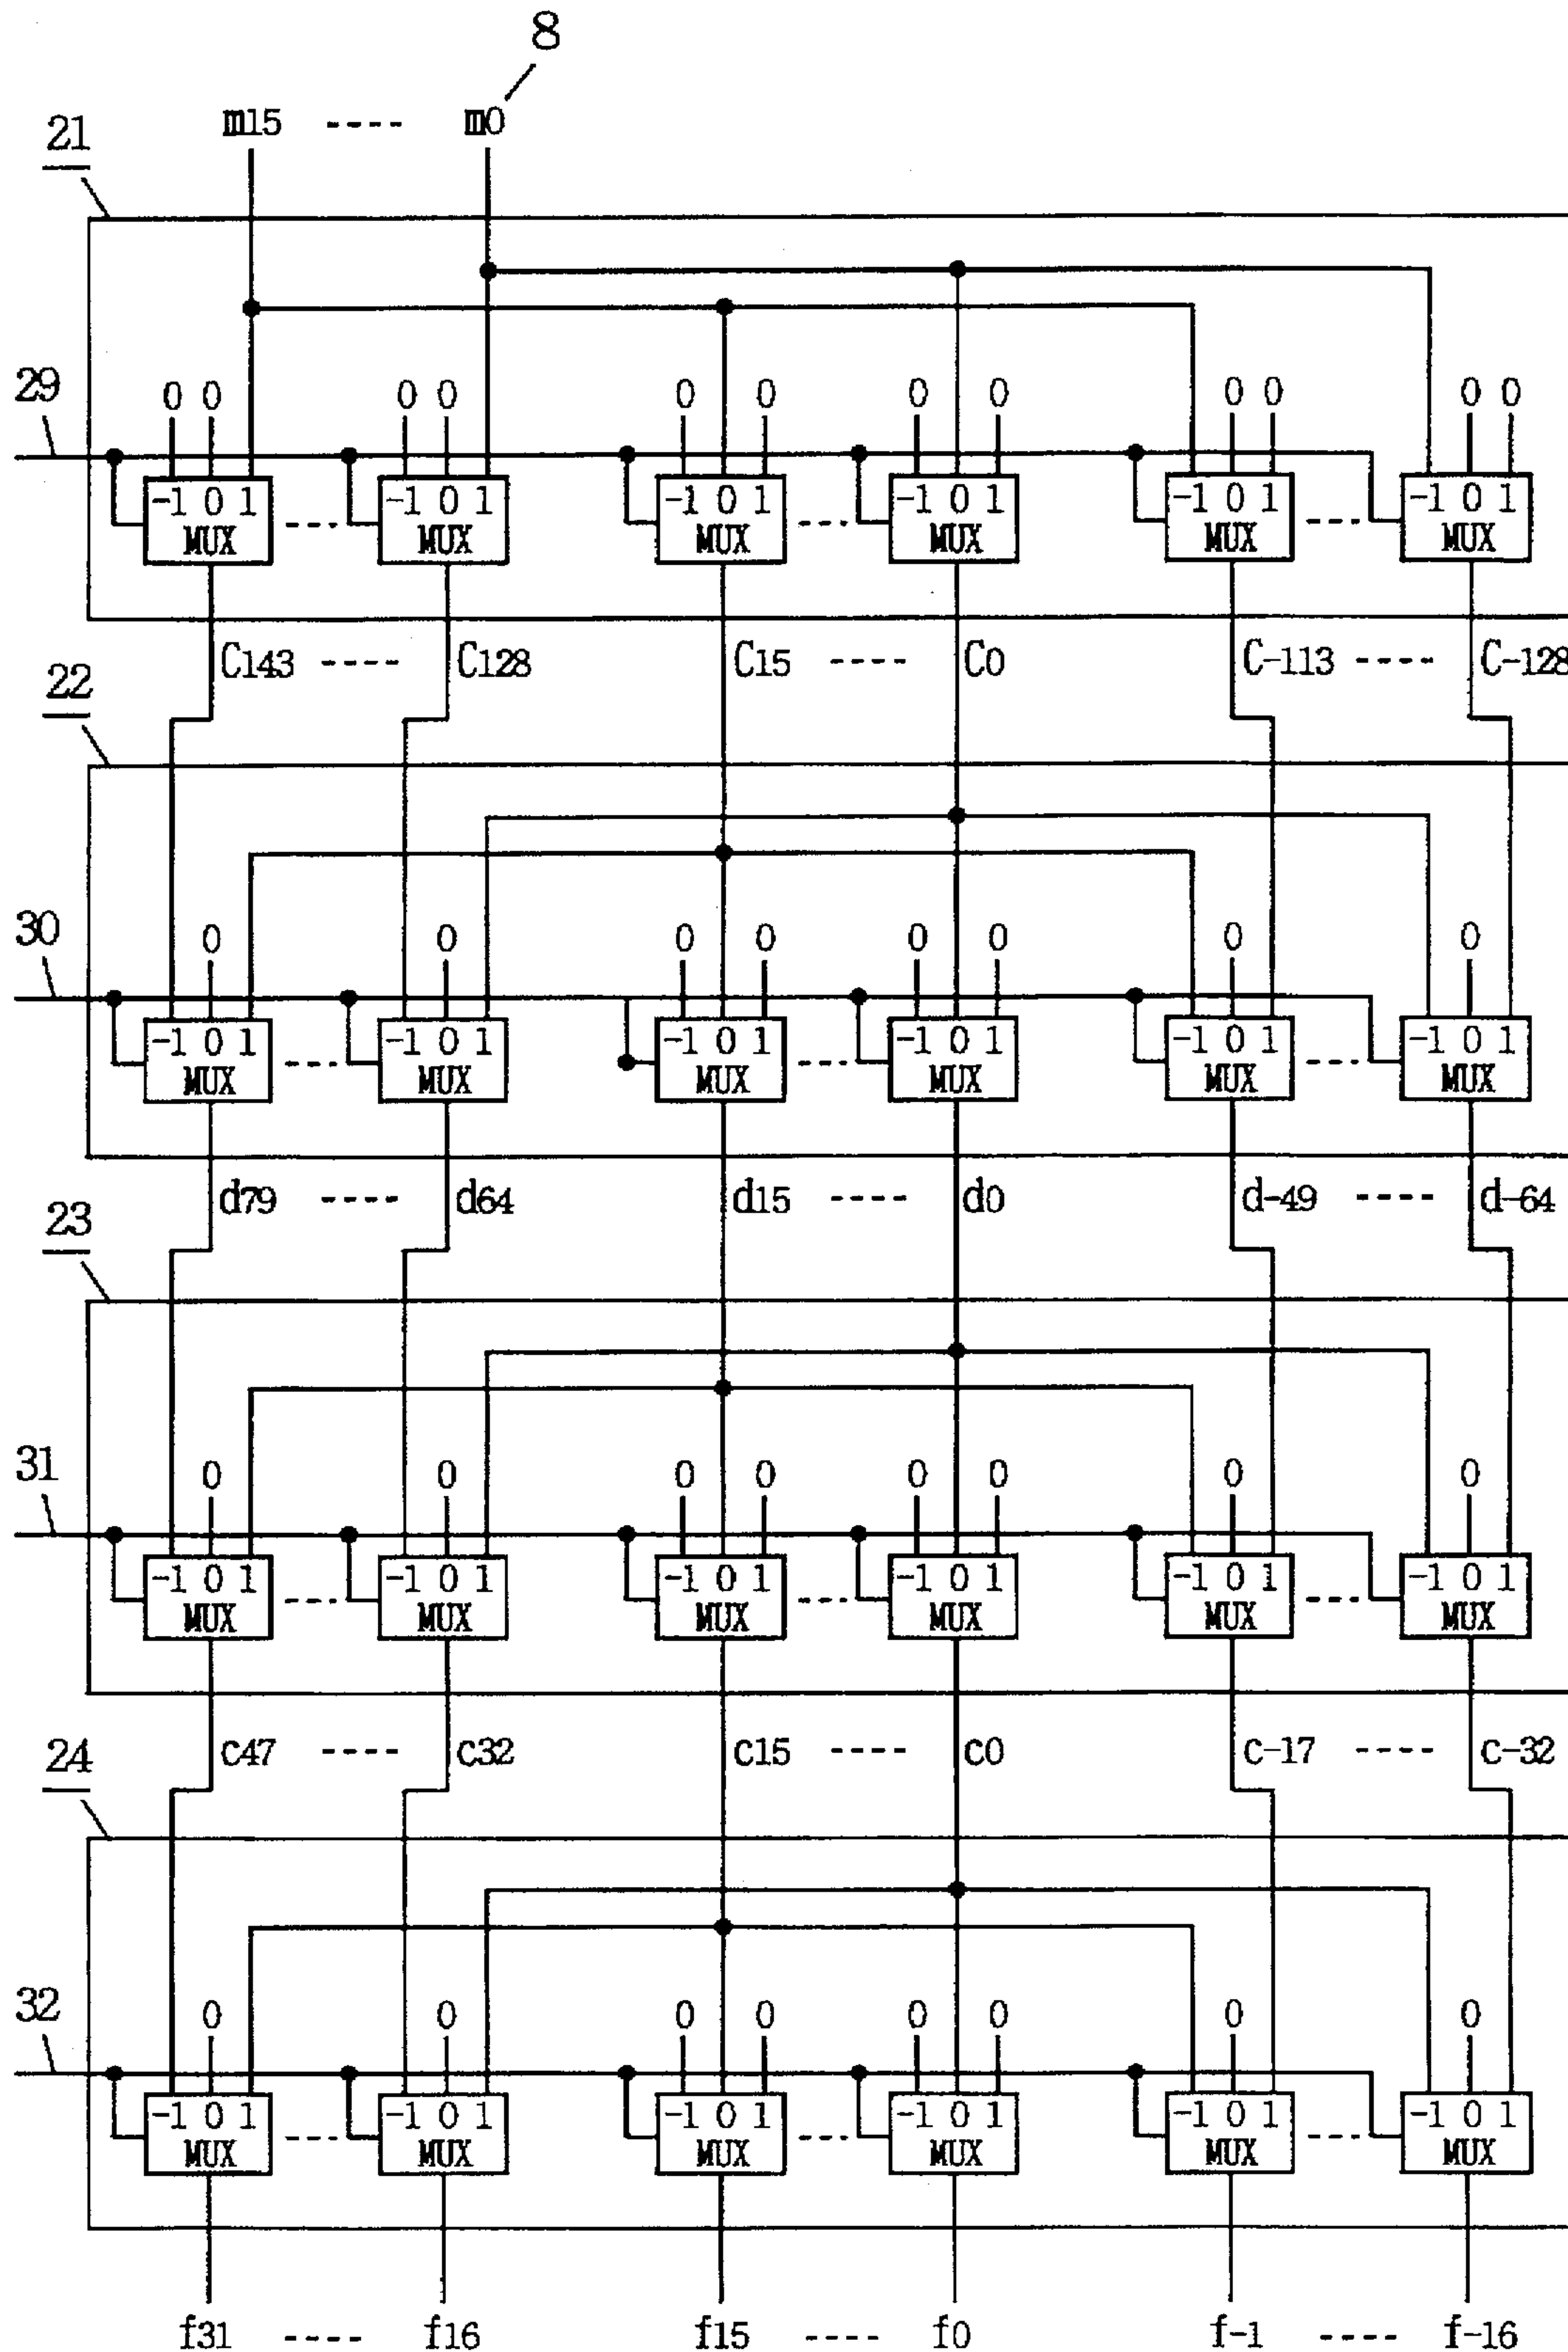 8
m15 ---- m0
21
29
0 0 0 0 0 0 0 0 0 0 0 0
-1 0 1 ---- -1 0 1 -1 0 1 ---- -1 0 1 -1 0 1 ---- -1 0 1
MUX MUX MUX MUX MUX MUX
C143 ---- C128 C15 ---- C0 C-113 ---- C-128
22
30
0 0 0 0 0 0 0 0
-1 0 1 ---- -1 0 1 -1 0 1 ---- -1 0 1 -1 0 1 ---- -1 0 1
MUX MUX MUX MUX MUX MUX
d79 ---- d64 d15 ---- d0 d-49 ---- d-64
23
31
0 0 0 0 0 0 0 0
-1 0 1 ---- -1 0 1 -1 0 1 ---- -1 0 1 -1 0 1 ---- -1 0 1
MUX MUX MUX MUX MUX MUX
c47 ---- c32 c15 ---- c0 c-17 ---- c-32
24
32
0 0 0 0 0 0 0 0
-1 0 1 ---- -1 0 1 -1 0 1 ---- -1 0 1 -1 0 1 ---- -1 0 1
MUX MUX MUX MUX MUX MUX
f31 ---- f16 f15 ---- f0 f-1 ---- f-16